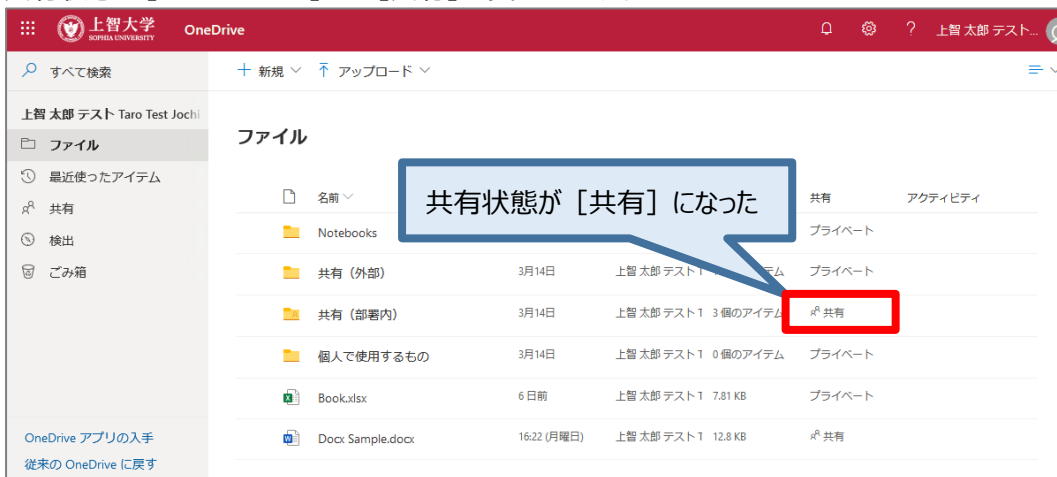 上智大学 SOPHIA UNIVERSITY OneDrive ? 上智 太郎 テスト...
すべて検索 + 新規 アップロード
上智 太郎 テスト Taro Test Jochi
ファイル
最近使ったアイテム
共有
検出
ごみ箱
OneDrive アプリの入手
従来の OneDrive に戻す
ファイル
共有状態が［共有］になった
名前 共有 アクティビティ
Notebooks プライベート
共有（外部） 3月14日 上智 太郎 テスト T テム プライベート
共有（部署内） 3月14日 上智 太郎 テスト T 3 個のアイテム 共有
個人で使用するもの 3月14日 上智 太郎 テスト T 0 個のアイテム プライベート
Book.xlsx 6 日前 上智 太郎 テスト T 7.81 KB プライベート
Docx Sample.docx 16:22 (月曜日) 上智 太郎 テスト T 12.8 KB 共有